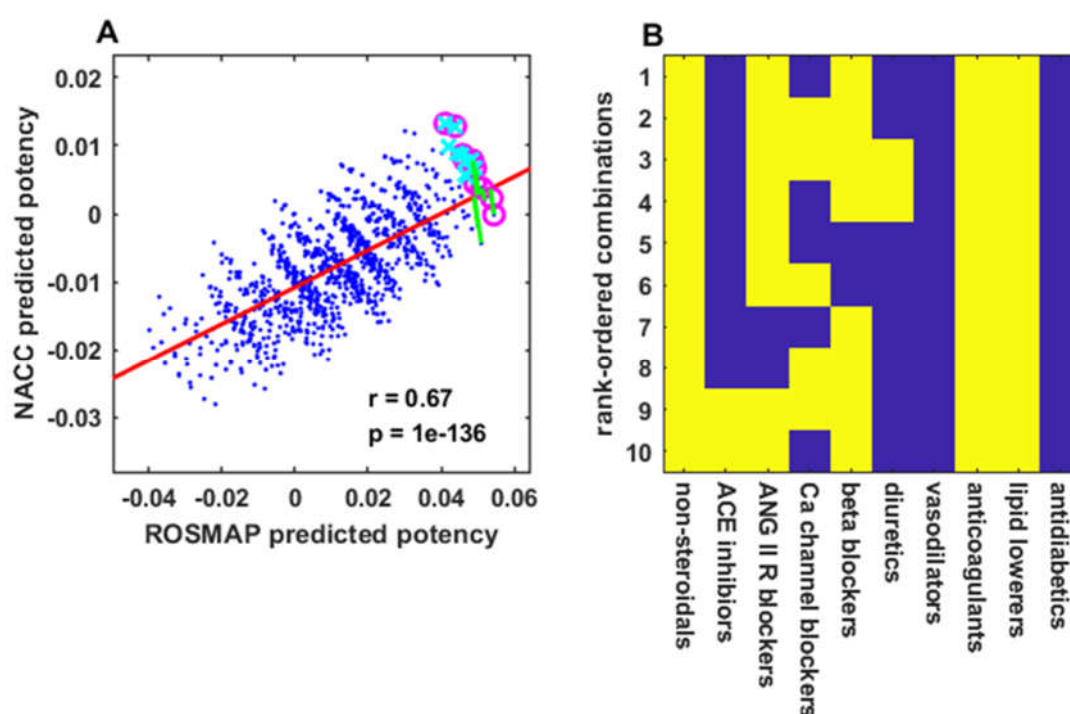 A
NACC predicted potency
0.02
0.01
0
-0.01
-0.02
-0.03
r = 0.67
p = 1e-136
-0.04 -0.02 0 0.02 0.04 0.06
ROSMAP predicted potency
B
rank-ordered combinations
1
2
3
4
5
6
7
8
9
10
non-steroidals
ACE inhibiors
ANG II R blockers
Ca channel blockers
beta blockers
diuretics
vasodilators
anticoagulants
lipid lowerers
antidiabetics